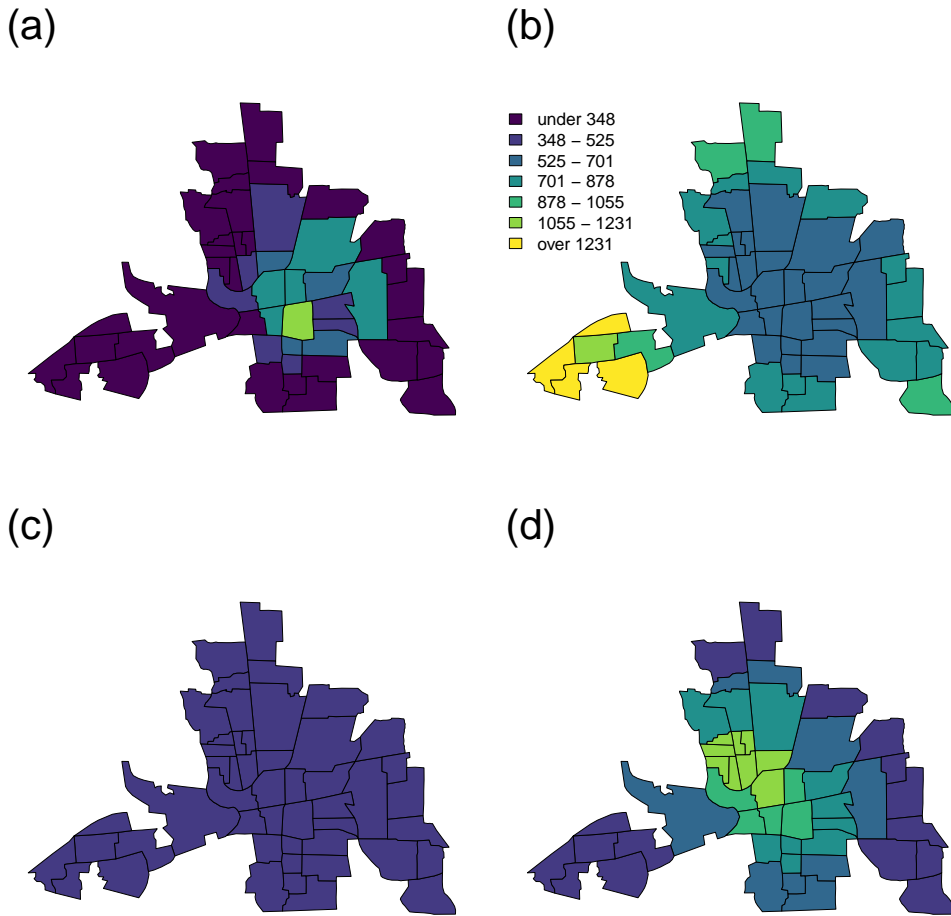 (a)
(b)
under 348
348 − 525
525 − 701
701 − 878
878 − 1055
1055 − 1231
over 1231
(c)
(d)